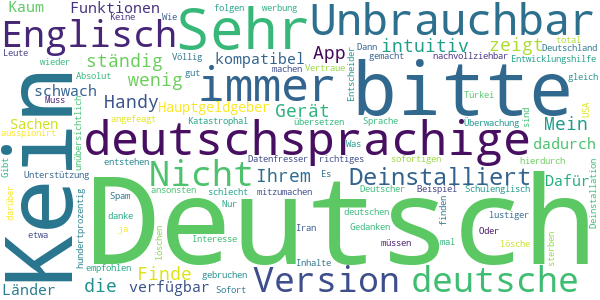 Kaum Funktionen Keine Wie folgen werbung Unbrauchbar
Leute Englisch Sehr Dann gemacht nachvollziehbar
wieder ständig Völlig kompatibel App intuitiv zeigt total Deutschland Entwicklungshilfe
Absolut gut machen Vertraue Entscheider gleich
schwach wenig immer bitte Türkei
Muss Handy Hauptgeldgeber
Sachen angefeagt Katastrophal Gerät übersetzen Sprache Überwachung Mein
ausspioniert unübersichtlich deutschsprachige Was sind USA dadurch
Gibt Datenfresser richtiges sofortigen hierdurch
Kein Unterstützung entstehen Nicht Es Deutscher Schulenglisch Deinstalliert Dafür Deinstallation
darüber hundertprozentig Spam ansonsten schlecht Ihrem mitzumachen Beispiel finden lustiger
etwa danke Nur deutschen Oder
ja löschen Interesse Iran Gedanken mal lösche sterben
Deutsch
empfohlen Finde gebruchen Inhalte müssen
Länder die verfügbar Sofort Version deutsche